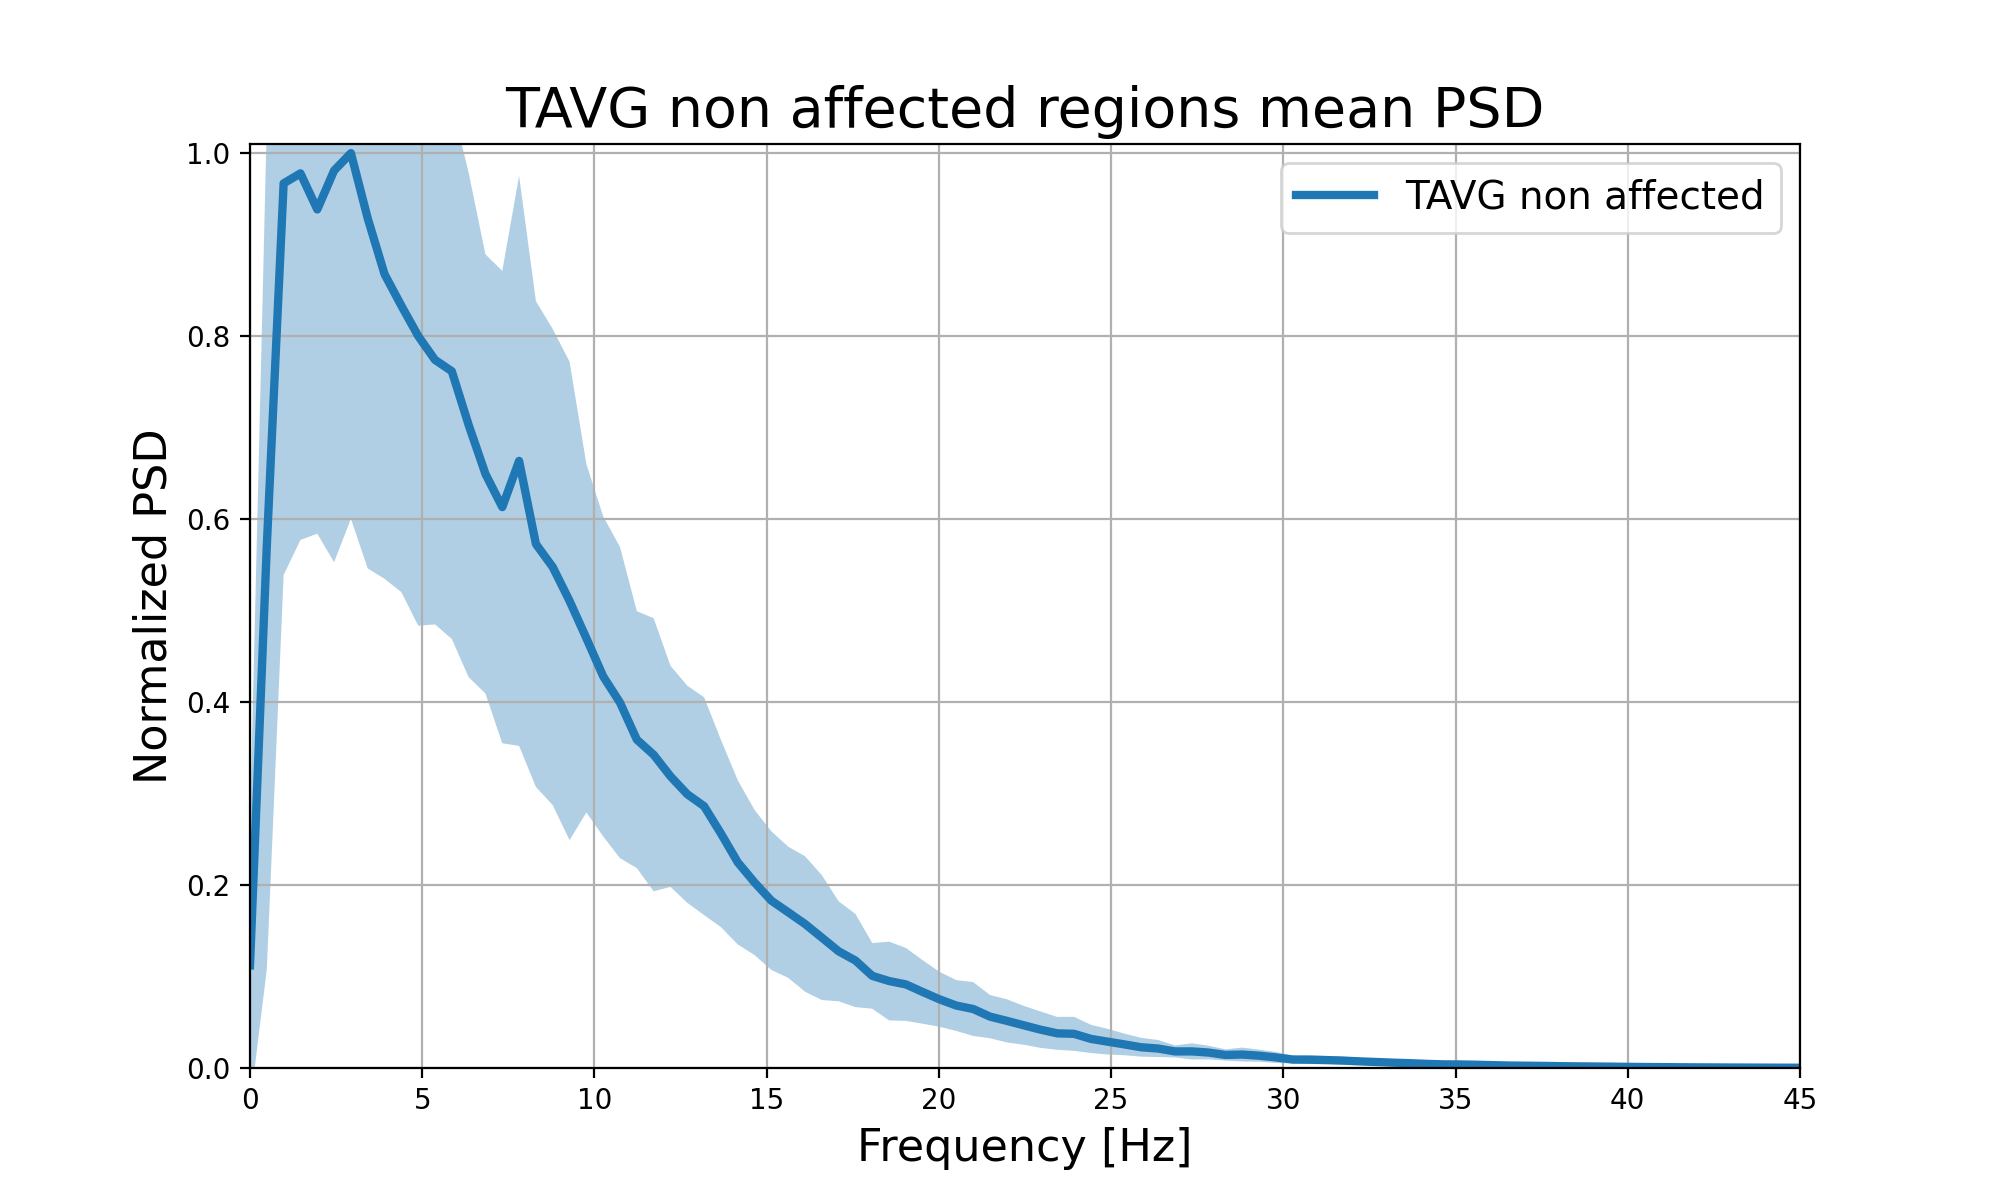 TAVG non affected regions mean PSD
TAVG non affected
Normalized PSD
1.0
0.8
0.6
0.4
0.2
0.0
0 5 10 15 20 25 30 35 40 45
Frequency [Hz]